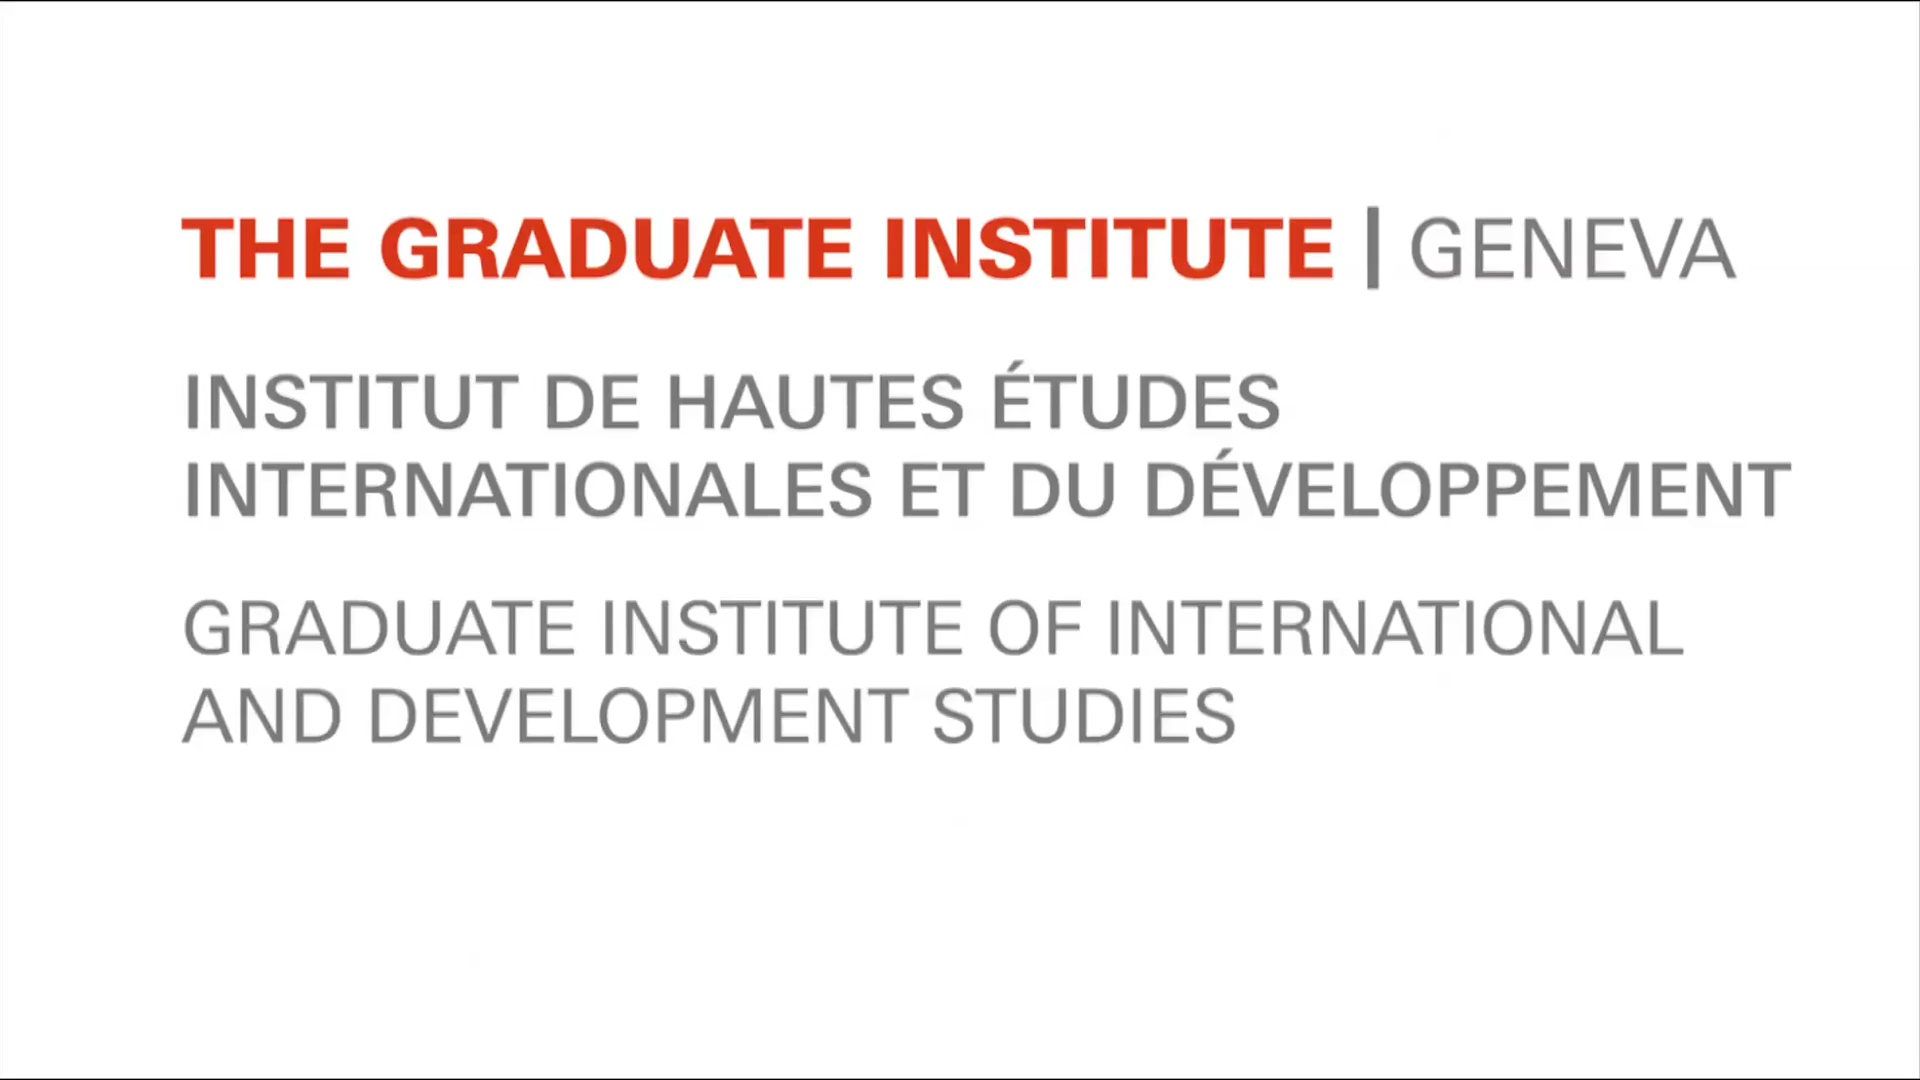 THE GRADUATE INSTITUTE | GENEVA
INSTITUT DE HAUTES ÉTUDES
INTERNATIONALES ET DU DÉVELOPPEMENT
GRADUATE INSTITUTE OF INTERNATIONAL
AND DEVELOPMENT STUDIES